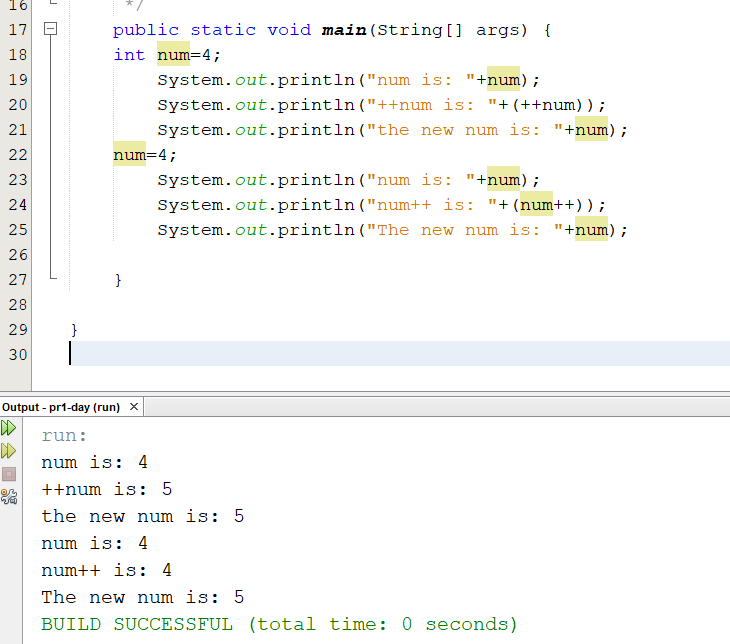 16 */
17 public static void main(String[] args) {
18 int num=4;
19 System.out.println("num is: "+num);
20 System.out.println("++num is: "+(++num));
21 System.out.println("the new num is: "+num);
22 num=4;
23 System.out.println("num is: "+num);
24 System.out.println("num++ is: "+(num++));
25 System.out.println("The new num is: "+num);
26
27 }
28
29 }
30
Output - pr1-day (run) ×
run:
num is: 4
++num is: 5
the new num is: 5
num is: 4
num++ is: 4
The new num is: 5
BUILD SUCCESSFUL (total time: 0 seconds)